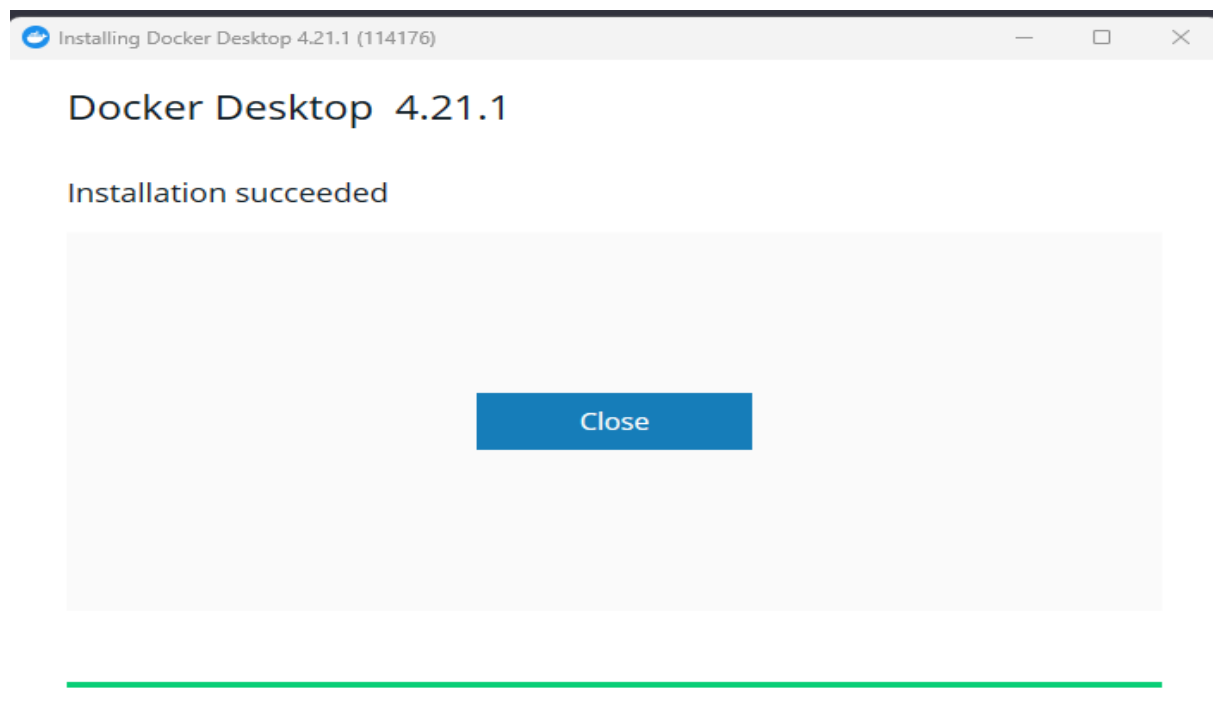 Installing Docker Desktop 4.21.1 (114176)
Docker Desktop 4.21.1
Installation succeeded
Close